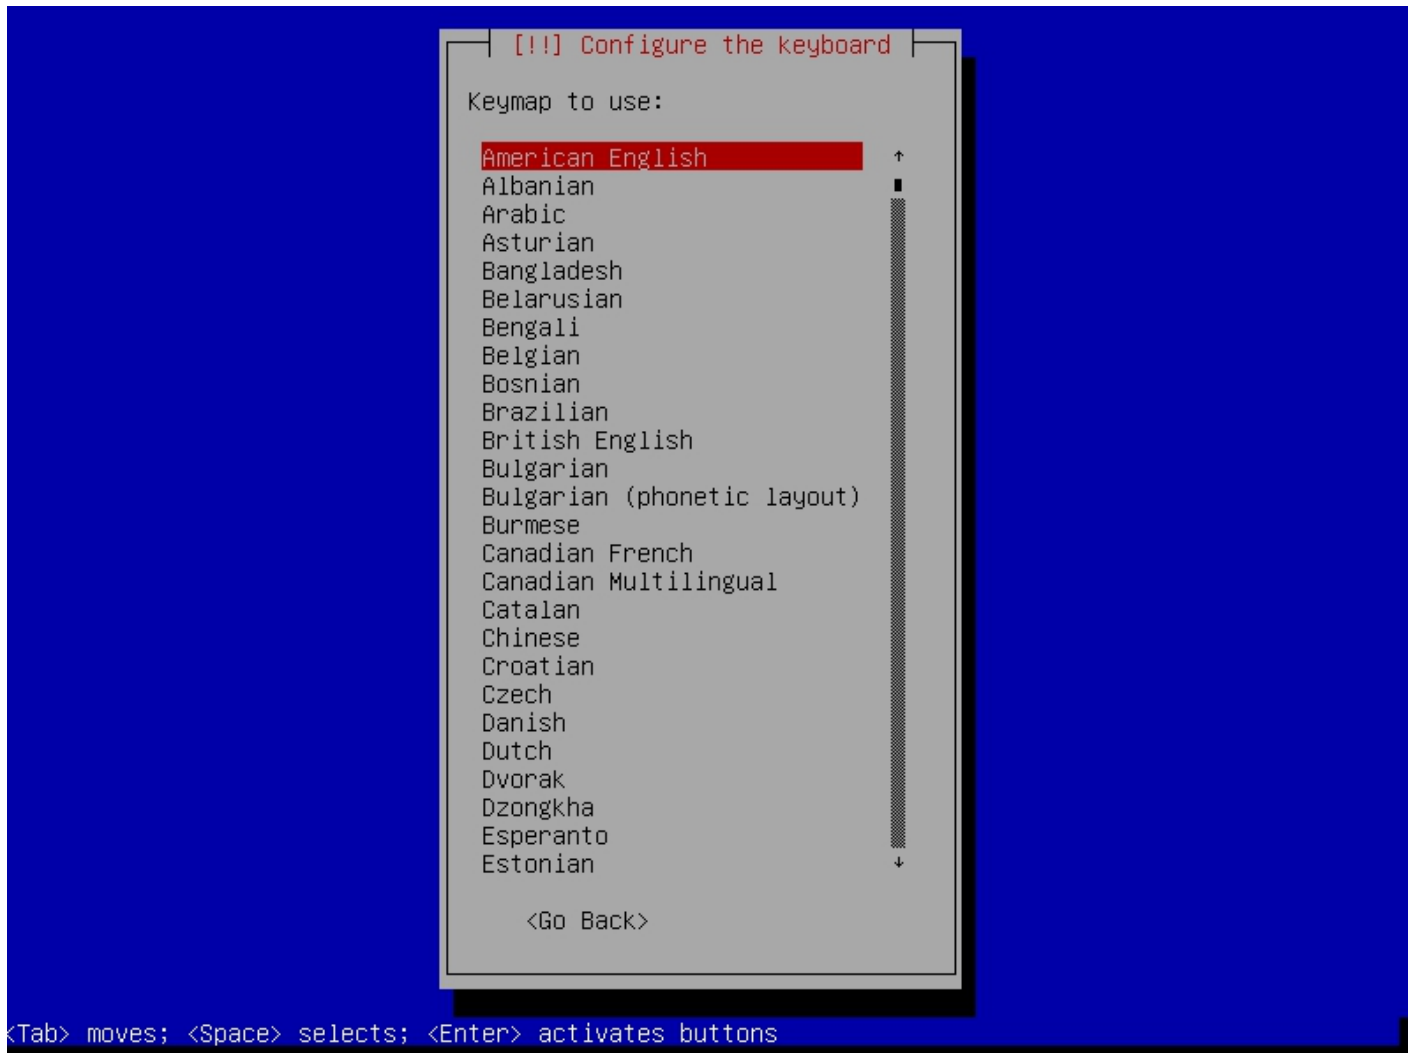 [!!] Configure the keyboard
Keymap to use:
American English
Albanian
Arabic
Asturian
Bangladesh
Belarusian
Bengali
Belgian
Bosnian
Brazilian
British English
Bulgarian
Bulgarian (phonetic layout)
Burmese
Canadian French
Canadian Multilingual
Catalan
Chinese
Croatian
Czech
Danish
Dutch
Dvorak
Dzongkha
Esperanto
Estonian
<Go Back>
<Tab> moves; <Space> selects; <Enter> activates buttons